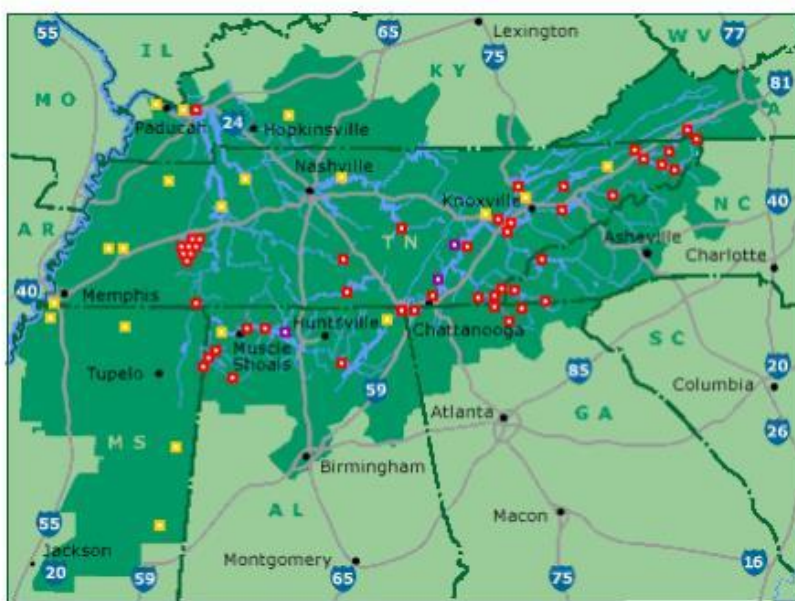 55
I L
65
Lexington
W V
77
75
K Y
81
M O
Paducah
24
Hopkinsville
A
Nashville
Knoxville
N C
40
A R
T N
Asheville
Charlotte
40
Memphis
Chattanooga
Huntsville
Muscle
Shoals
S C
Tupelo
59
85
20
Columbia
Atlanta
G A
26
M S
Birmingham
A L
Macon
55
Jackson
Montgomery
20
59
65
75
16